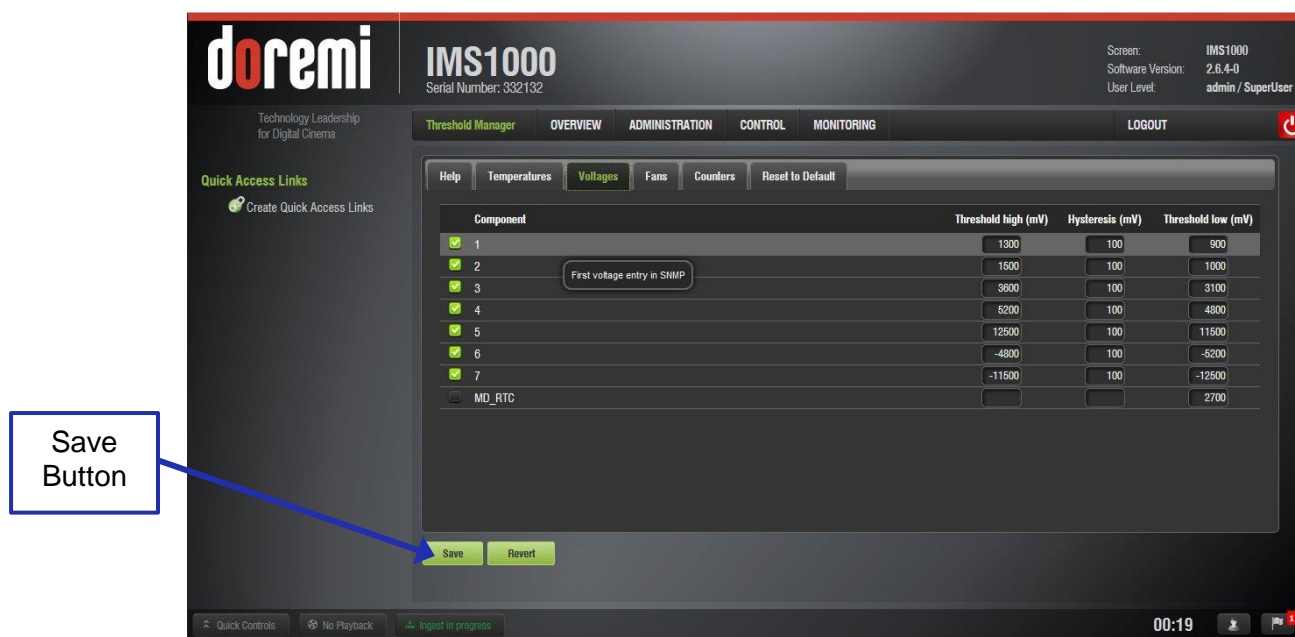 doremi
Technology Leadership
for Digital Cinema
IMS1000
Serial Number: 332132
Screen: IMS1000
Software Version: 2.6.4-0
User Level: admin / SuperUser
Threshold Manager OVERVIEW ADMINISTRATION CONTROL MONITORING LOGOUT
Quick Access Links
Create Quick Access Links
Help Temperatures Voltages Fans Counters Reset to Default
Component Threshold high (mV) Hysteresis (mV) Threshold low (mV)
1 1300 100 900
2 1500 100 1000
First voltage entry in SNMP
3 3600 100 3100
4 5200 100 4800
5 12500 100 11500
6 -4800 100 -5200
7 -11500 100 -12500
MD_RTC 2700
Save
Button
Save Revert
Quick Controls No Playback Ingest in progress 00:19 1